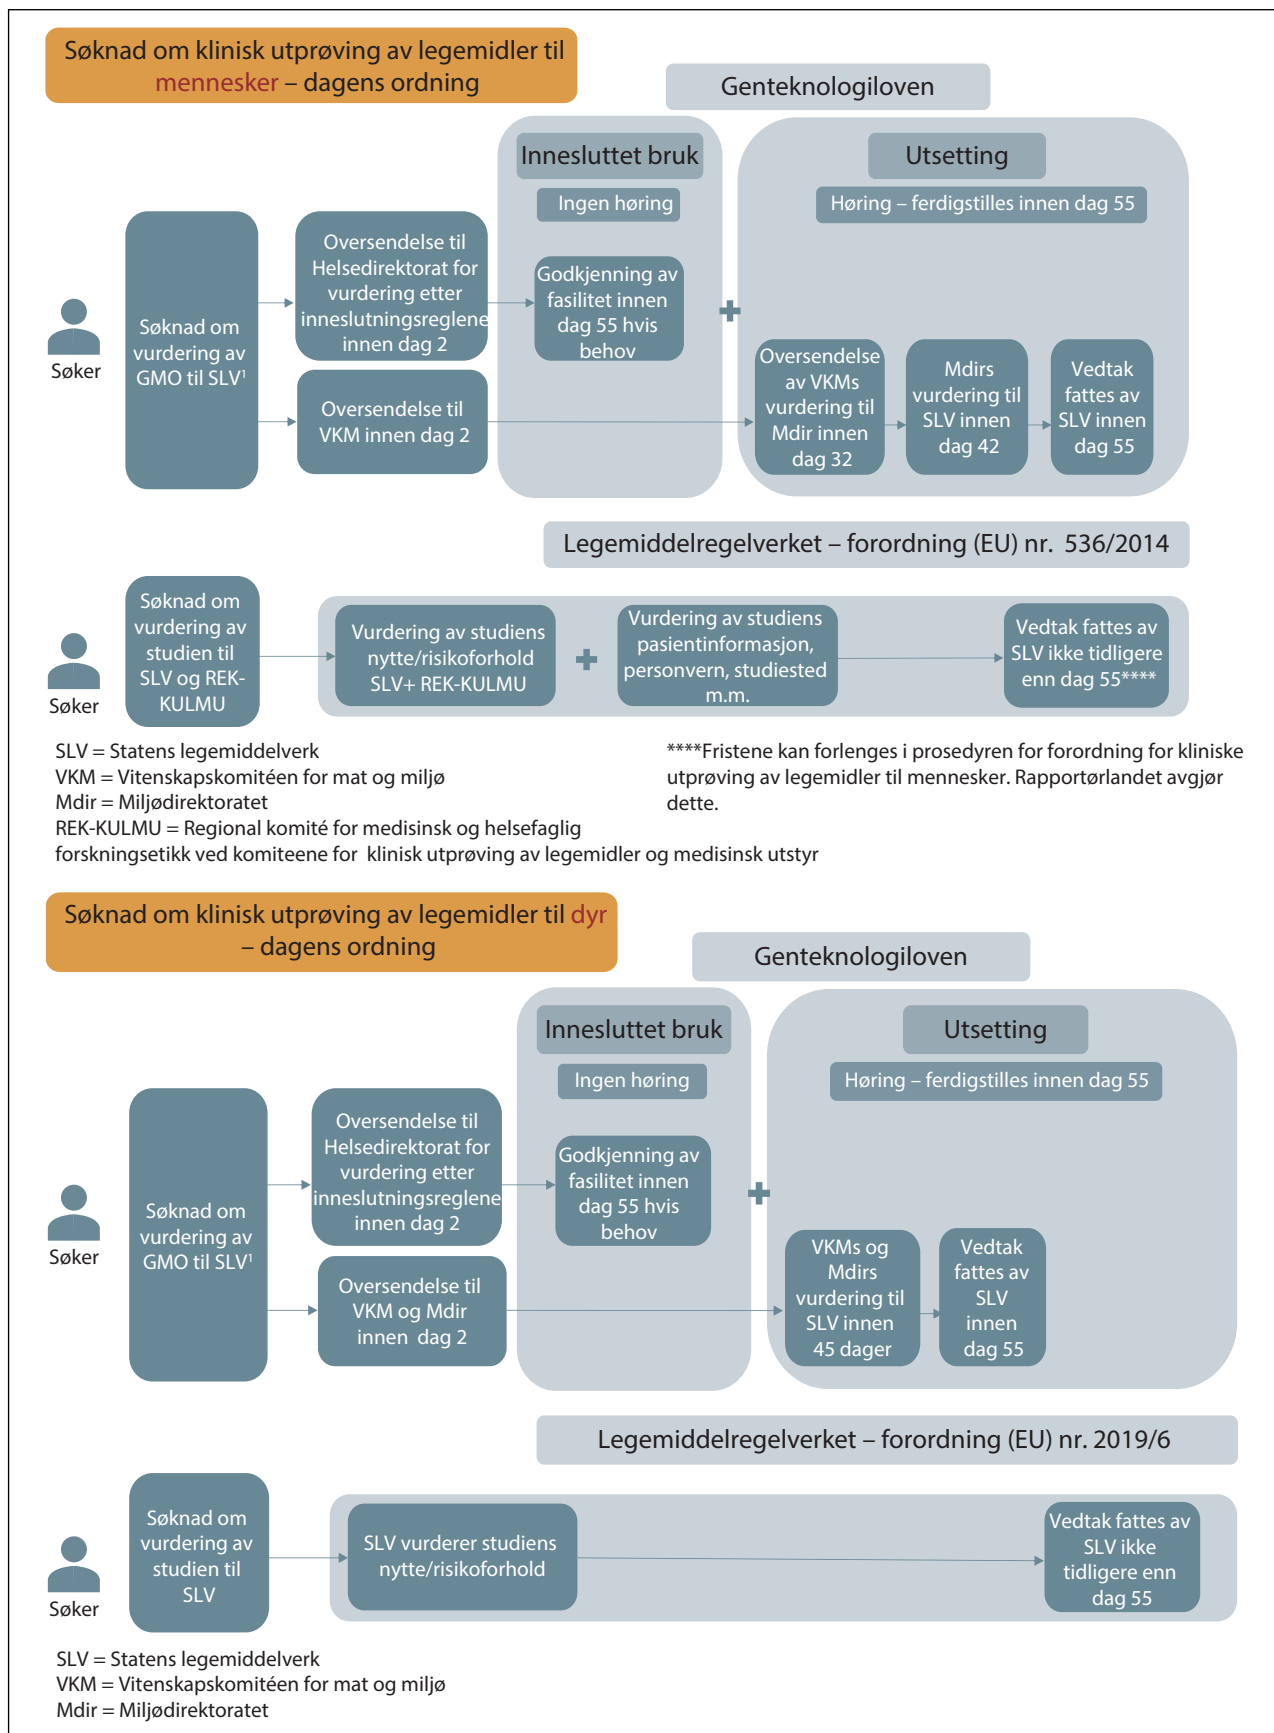 Søknad om klinisk utprøving av legemidler til
mennesker – dagens ordning
Genteknologiloven
Innesluttet bruk
Utsetting
Ingen høring
Høring – ferdigstilles innen dag 55
Søker
Søknad om
vurdering av
GMO til SLV¹
Oversendelse til
Helsedirektorat for
vurdering etter
inneslutningsreglene
innen dag 2
Godkjenning av
fasilitet innen
dag 55 hvis
behov
Oversendelse til
VKM innen dag 2
Oversendelse
av VKMs
vurdering til
Mdir innen
dag 32
Mdirs
vurdering til
SLV innen
dag 42
Vedtak
fattes av
SLV innen
dag 55
Legemiddelregelverket – forordning (EU) nr. 536/2014
Søker
Søknad om
vurdering av
studien til
SLV og REK-
KULMU
Vurdering av studiens
nytte/risikoforhold
SLV+ REK-KULMU
Vurdering av studiens
pasientinformasjon,
personvern, studiested
m.m.
Vedtak fattes av
SLV ikke tidligere
enn dag 55****
SLV = Statens legemiddelverk
VKM = Vitenskapskomitéen for mat og miljø
Mdir = Miljødirektoratet
REK-KULMU = Regional komité for medisinsk og helsefaglig
forskningsetikk ved komiteene for klinisk utprøving av legemidler og medisinsk utstyr
****Fristene kan forlenges i prosedyren for forordning for kliniske
utprøving av legemidler til mennesker. Rapportørlandet avgjør
dette.
Søknad om klinisk utprøving av legemidler til dyr
– dagens ordning
Genteknologiloven
Innesluttet bruk
Utsetting
Ingen høring
Høring – ferdigstilles innen dag 55
Søker
Søknad om
vurdering av
GMO til SLV¹
Oversendelse til
Helsedirektorat for
vurdering etter
inneslutningsreglene
innen dag 2
Godkjenning av
fasilitet innen
dag 55 hvis
behov
Oversendelse til
VKM og Mdir
innen dag 2
VKMs og
Mdirs
vurdering til
SLV innen
45 dager
Vedtak
fattes av
SLV
innen
dag 55
Legemiddelregelverket – forordning (EU) nr. 2019/6
Søker
Søknad om
vurdering av
studien til
SLV
SLV vurderer studiens
nytte/risikoforhold
Vedtak fattes av
SLV ikke
tidligere enn
dag 55
SLV = Statens legemiddelverk
VKM = Vitenskapskomitéen for mat og miljø
Mdir = Miljødirektoratet